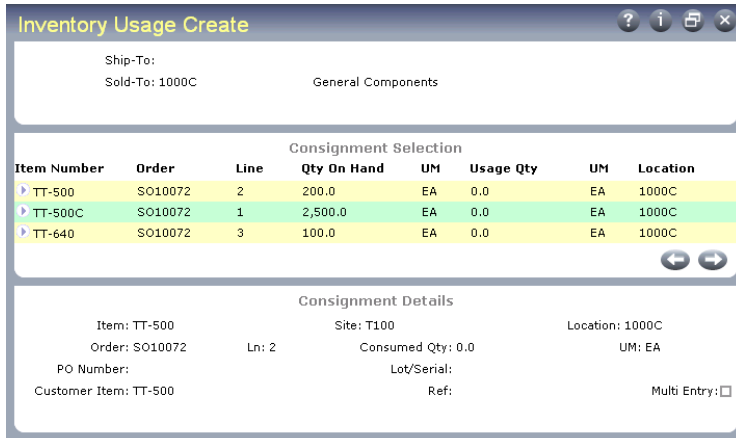 Inventory Usage Create ? i
Ship-To:
Sold-To: 1000C General Components
Consignment Selection
Item Number Order Line Qty On Hand UM Usage Qty UM Location
TT-500 SO10072 2 200.0 EA 0.0 EA 1000C
TT-500C SO10072 1 2,500.0 EA 0.0 EA 1000C
TT-640 SO10072 3 100.0 EA 0.0 EA 1000C
Consignment Details
Item: TT-500 Site: T100 Location: 1000C
Order: SO10072 Ln: 2 Consumed Qty: 0.0 UM: EA
PO Number: Lot/Serial:
Customer Item: TT-500 Ref: Multi Entry: